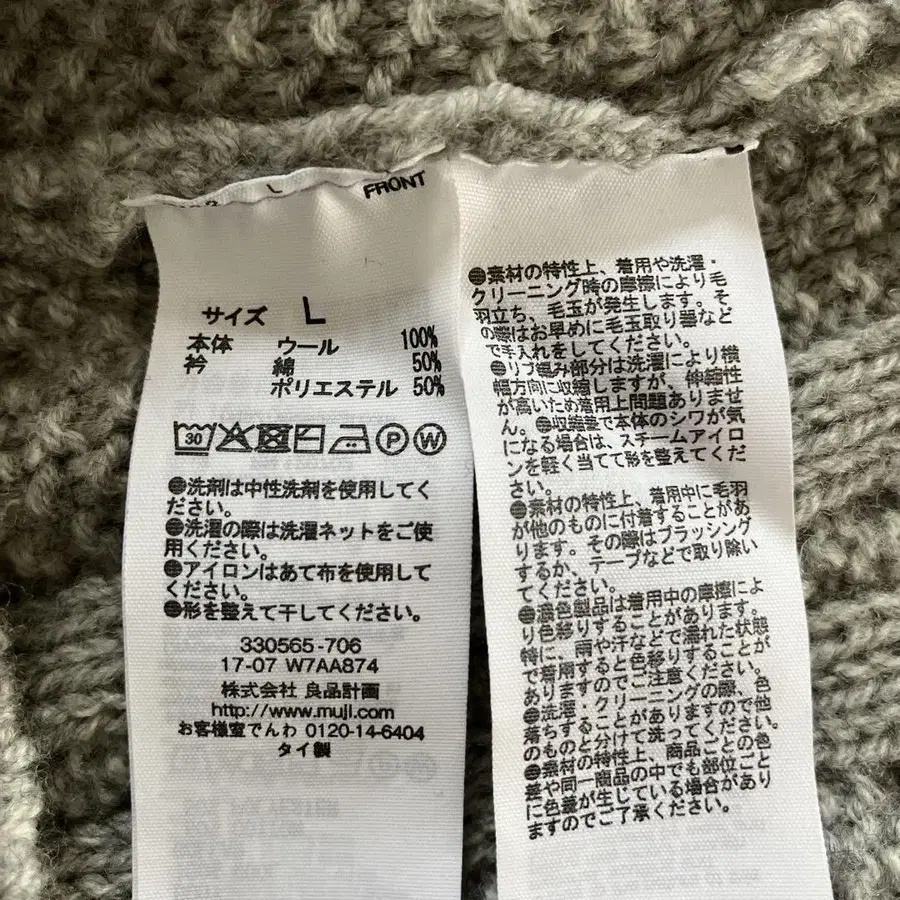 L
FRONT
サイズ L
本体 ウール 100%
衿 綿 50%
ポリエステル 50%
30
P W
●洗剤は中性洗剤を使用してく
ださい。
●洗濯の際は洗濯ネットをご使
用ください。
●アイロンはあて布を使用して
ください。
●形を整えて干してください。
330565-706
17-07 W7AA874
株式会社 良品計画
http://www.muji.com
お客様室でんわ 0120-14-6404
タイ製
●素材の特性上、着用や洗濯・
クリーニング時の摩擦により毛
羽立ち、毛玉が発生します。そ
の際はお早めに毛玉取り器など
で手入れをしてください。
●リブ編み部分は洗濯により横
幅方向に収縮しますが、伸縮性
が高いため着用上問題ありませ
ん。●収縮差で本体のシワが気
になる場合は、スチームアイロ
ンを軽く当てて形を整えてくだ
さい。
●素材の特性上、着用中に毛羽
が他のものに付着することがあ
ります。その際はブラッシング
するか、テープなどで取り除い
てください。
●濃色製品は着用中の摩擦によ
り色移りすることがあります。
特に、雨や汗などで濡れた状態
で着用すると色移りすることが
ありますのでご注意ください。
●洗濯・クリーニングの際、色
落ちすることがありますので他
のものと分けて洗ってください。
●素材の特性上、商品ごとの色
差や同一商品の中でも部位ごと
に色差が生じている場合があり
ますのでご了承ください。